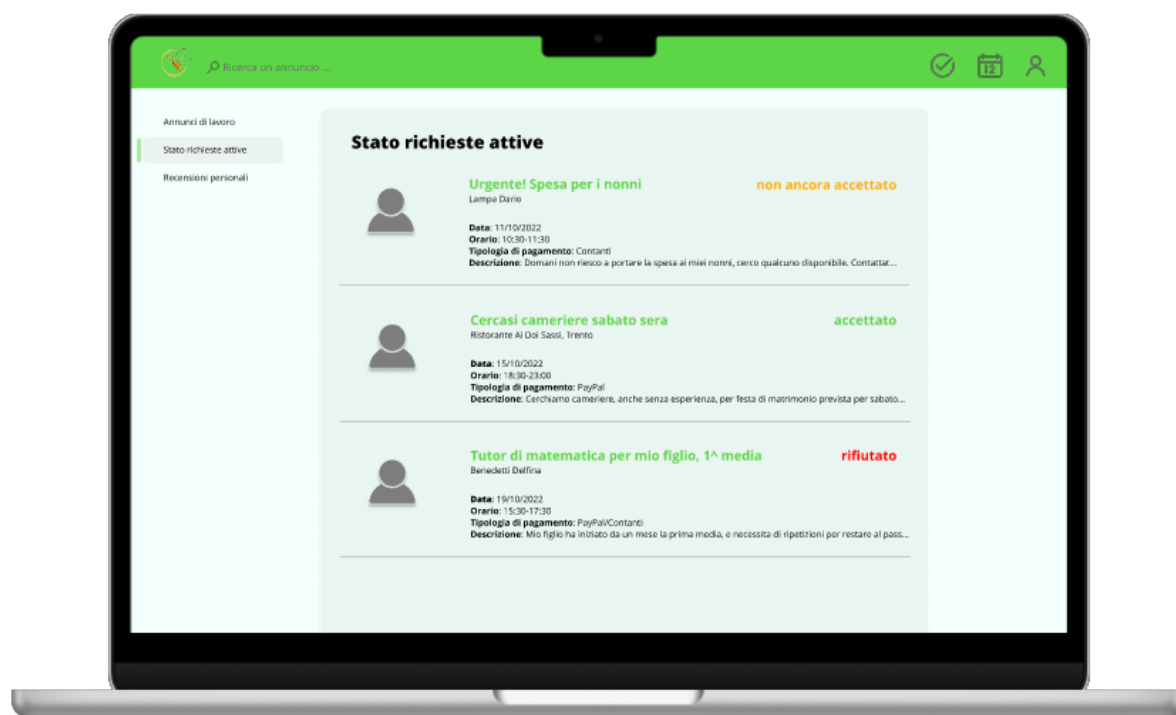 Ricerca un annuncio ...
12
Annunci di lavoro
Stato richieste attive
Recensioni personali
Stato richieste attive
Urgente! Spesa per i nonni
non ancora accettato
Lampa Dario
Data: 11/10/2022
Orario: 10:30-11:30
Tipologia di pagamento: Contanti
Descrizione: Domani non riesco a portare la spesa ai miei nonni, cerco qualcuno disponibile. Contattat...
Cercasi cameriere sabato sera
accettato
Ristorante Ai Doi Sassi, Trento
Data: 15/10/2022
Orario: 18:30-23:00
Tipologia di pagamento: PayPal
Descrizione: Cerchiamo cameriere, anche senza esperienza, per festa di matrimonio prevista per sabato...
Tutor di matematica per mio figlio, 1^ media
rifiutato
Benedetti Delfina
Data: 19/10/2022
Orario: 15:30-17:30
Tipologia di pagamento: PayPal/Contanti
Descrizione: Mio figlio ha iniziato da un mese la prima media, e necessita di ripetizioni per restare al pass...